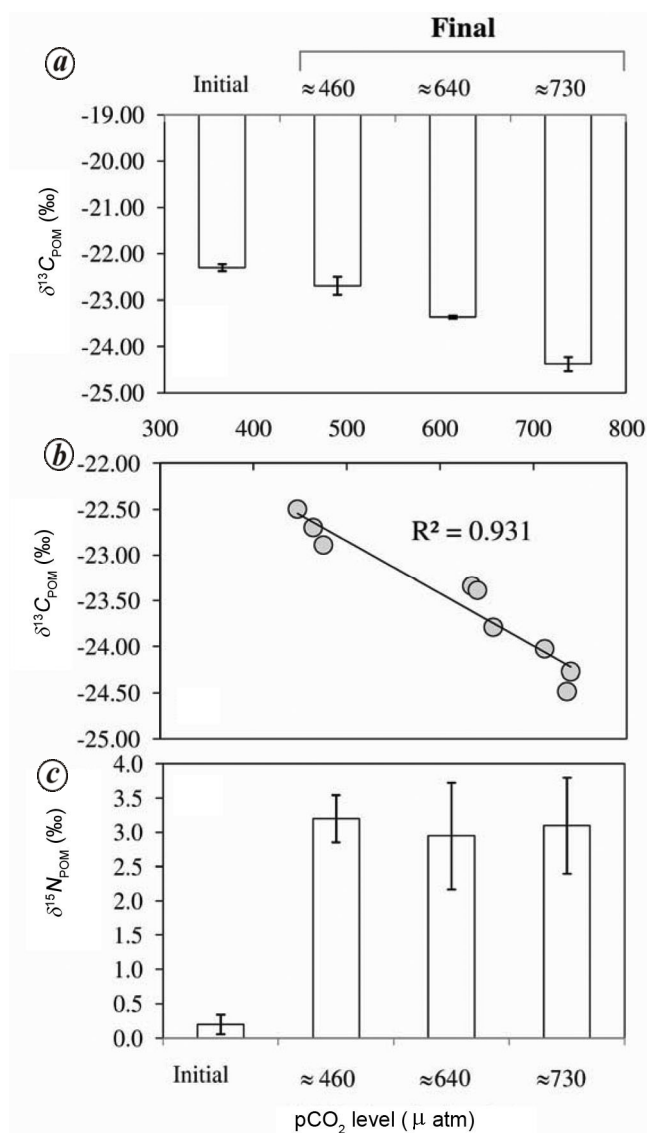 Final
a
Initial ≈460 ≈640 ≈730
-19.00
-20.00
-21.00
-22.00
-23.00
-24.00
-25.00
δ¹³C_POM (‰)
300 400 500 600 700 800
b
-22.00
-22.50
-23.00
-23.50
-24.00
-24.50
-25.00
δ¹³C_POM (‰)
R² = 0.931
c
4.0
3.5
3.0
2.5
2.0
1.5
1.0
0.5
0.0
δ¹⁵N_POM (‰)
Initial ≈460 ≈640 ≈730
pCO₂ level (μ atm)